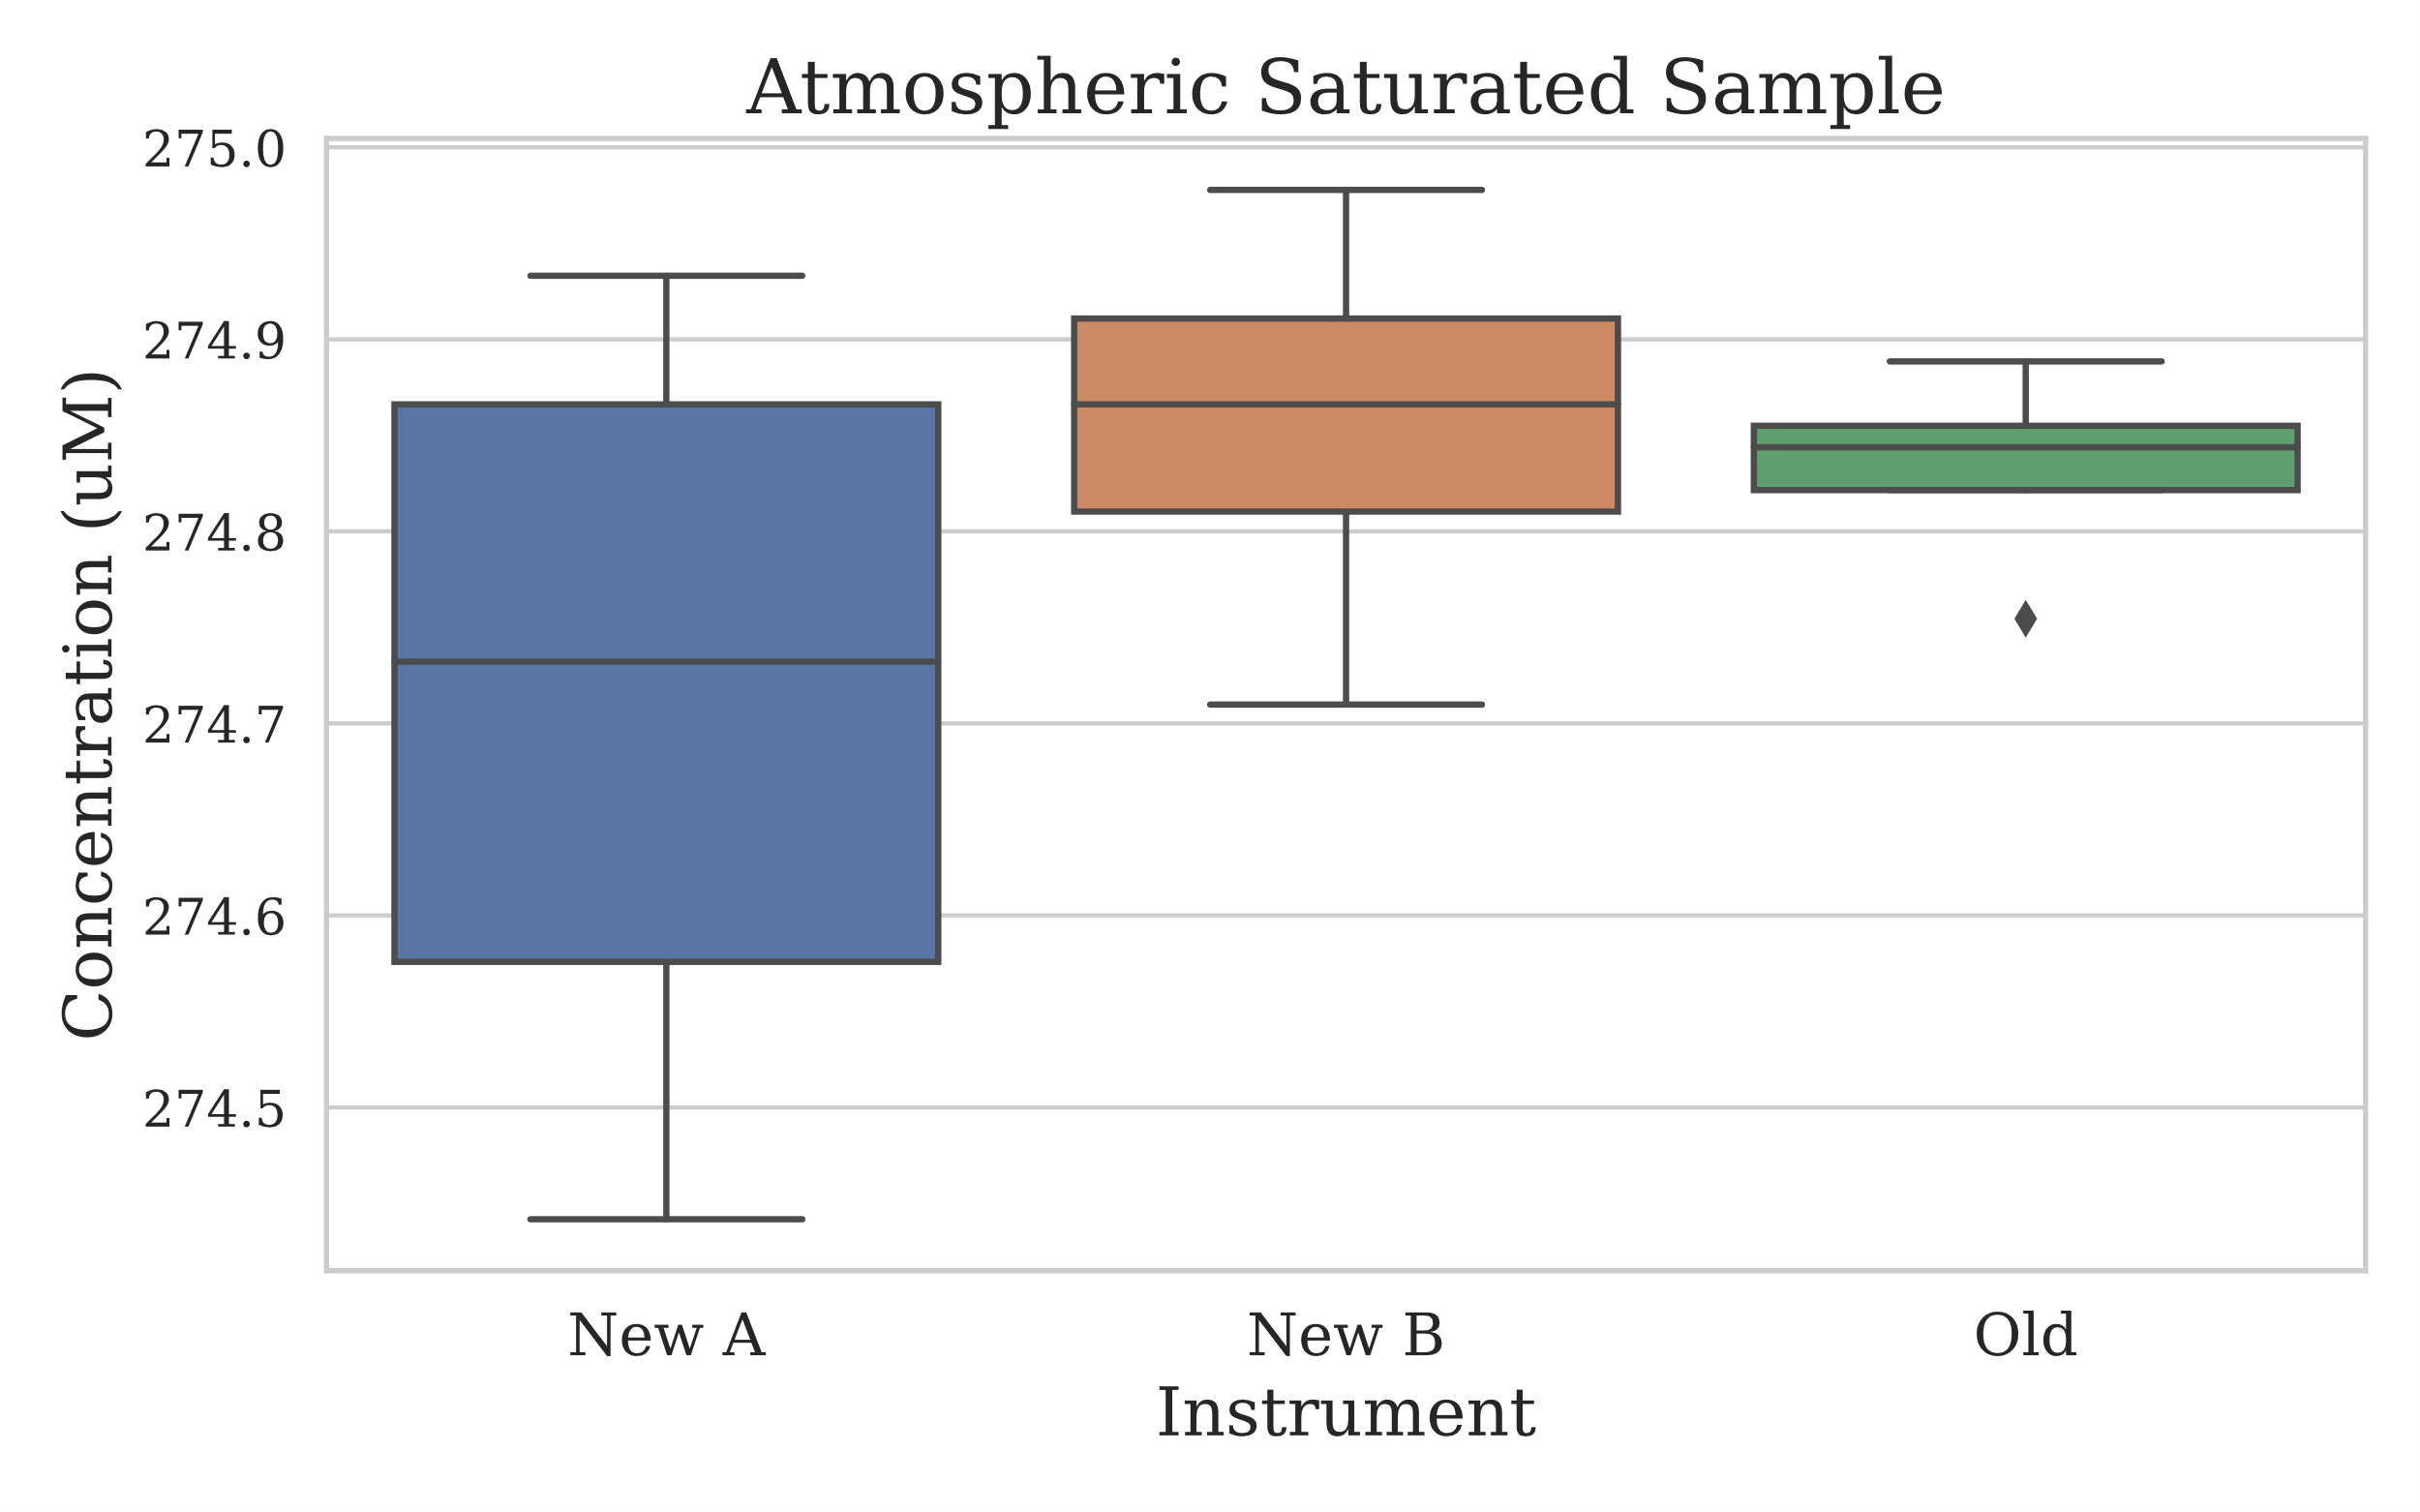 Atmospheric Saturated Sample
275.0
274.9
274.8
274.7
274.6
274.5
Concentration (uM)
New A
New B
Old
Instrument